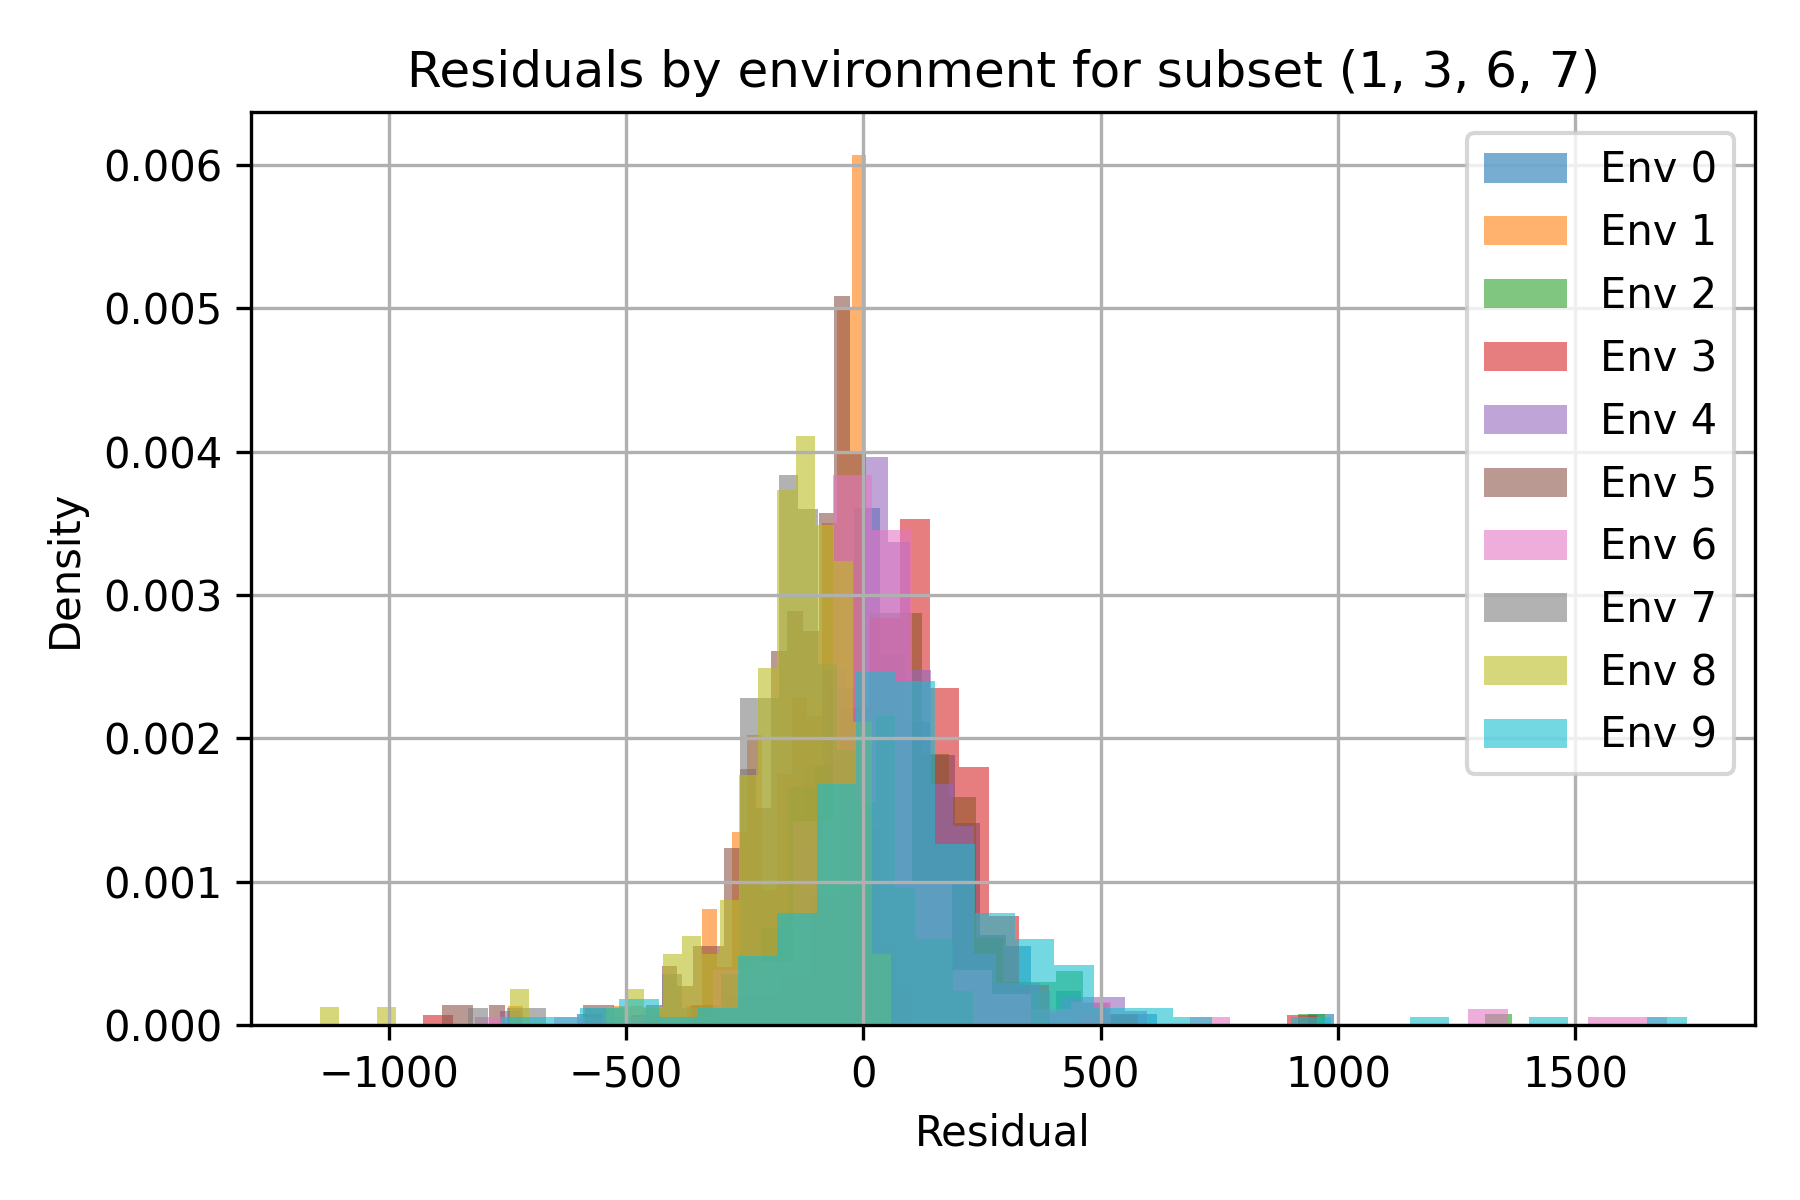 Residuals by environment for subset (1, 3, 6, 7)
0.006
0.005
0.004
0.003
0.002
0.001
0.000
Density
−1000
−500
0
500
1000
1500
Residual
Env 0
Env 1
Env 2
Env 3
Env 4
Env 5
Env 6
Env 7
Env 8
Env 9